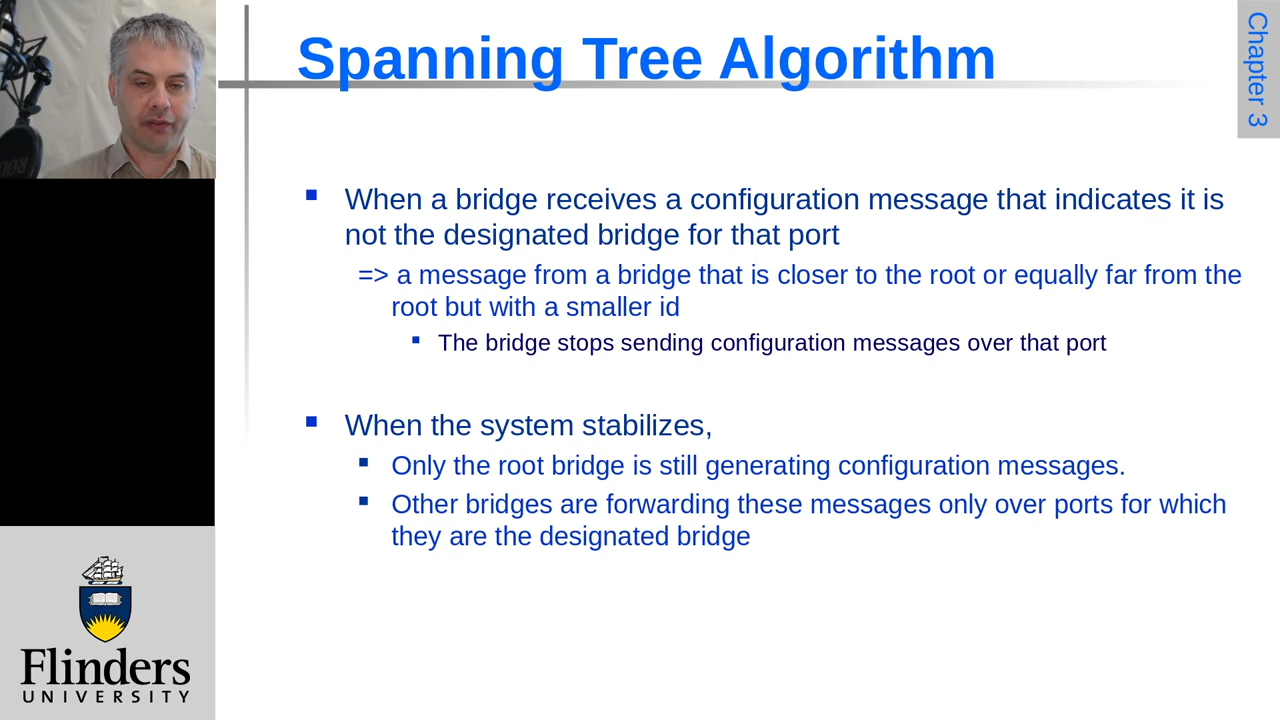 Spanning Tree Algorithm
Chapter 3
When a bridge receives a configuration message that indicates it is
not the designated bridge for that port
=> a message from a bridge that is closer to the root or equally far from the
root but with a smaller id
The bridge stops sending configuration messages over that port
When the system stabilizes,
Only the root bridge is still generating configuration messages.
Other bridges are forwarding these messages only over ports for which
they are the designated bridge
Flinders
UNIVERSITY